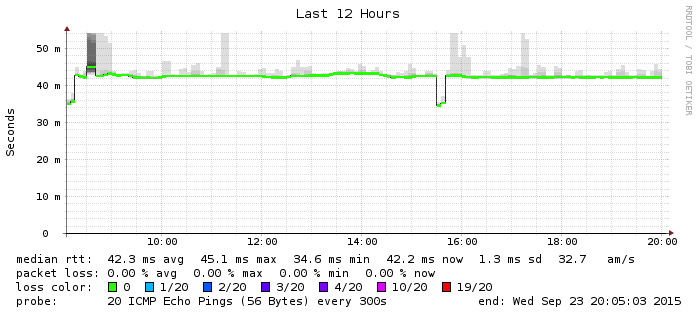 Last 12 Hours
RRDTOOL / TOBI OETIKER
Seconds
50 m
40 m
30 m
20 m
10 m
0
10:00 12:00 14:00 16:00 18:00 20:00
median rtt: 42.3 ms avg 45.1 ms max 34.6 ms min 42.2 ms now 1.3 ms sd 32.7 am/s
packet loss: 0.00 % avg 0.00 % max 0.00 % min 0.00 % now
loss color: 0 1/20 2/20 3/20 4/20 10/20 19/20
probe: 20 ICMP Echo Pings (56 Bytes) every 300s end: Wed Sep 23 20:05:03 2015